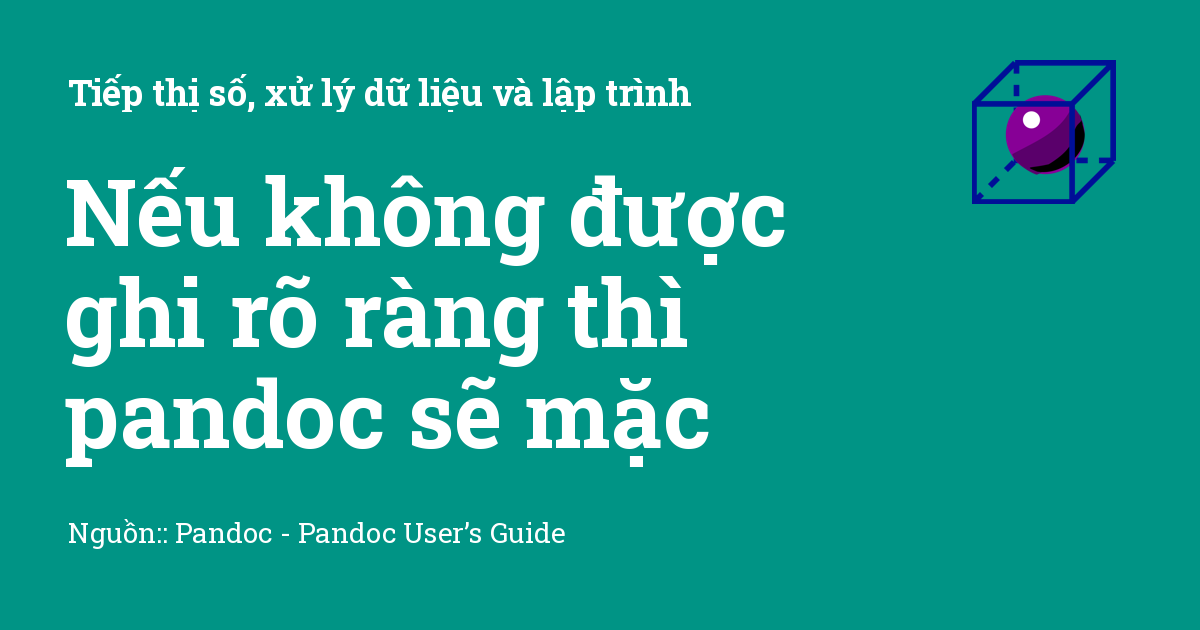 Tiếp thị số, xử lý dữ liệu và lập trình
Nếu không được
ghi rõ ràng thì
pandoc sẽ mặc
Nguồn:: Pandoc - Pandoc User’s Guide